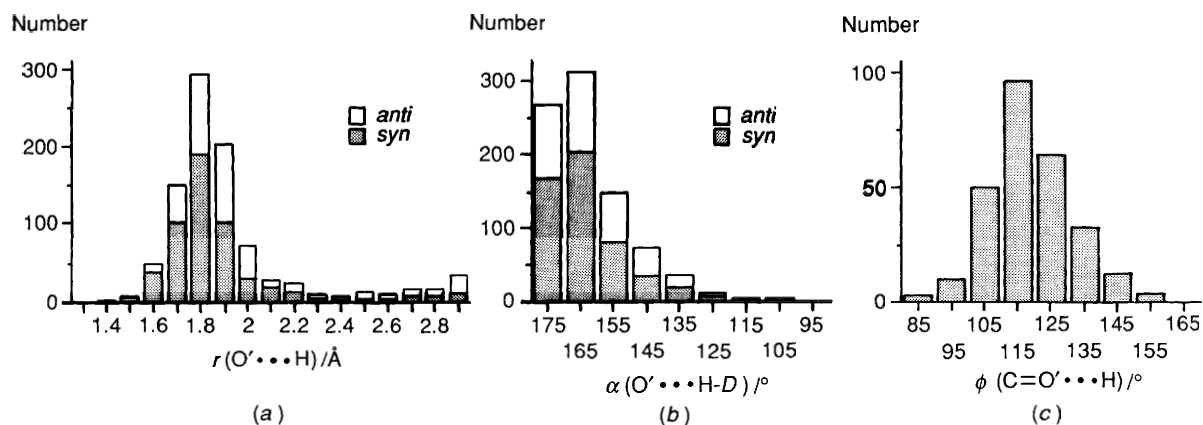 Number
300
200
100
0
anti
syn
1.4 1.6 1.8 2 2.2 2.4 2.6 2.8
r (O' ••• H) /Å
(a)
Number
300
200
100
0
anti
syn
175 155 135 115 95
165 145 125 105
α (O' ••• H-D) /°
(b)
Number
100
50
0
85 105 125 145 165
95 115 135 155
φ (C=O' ••• H) /°
(c)